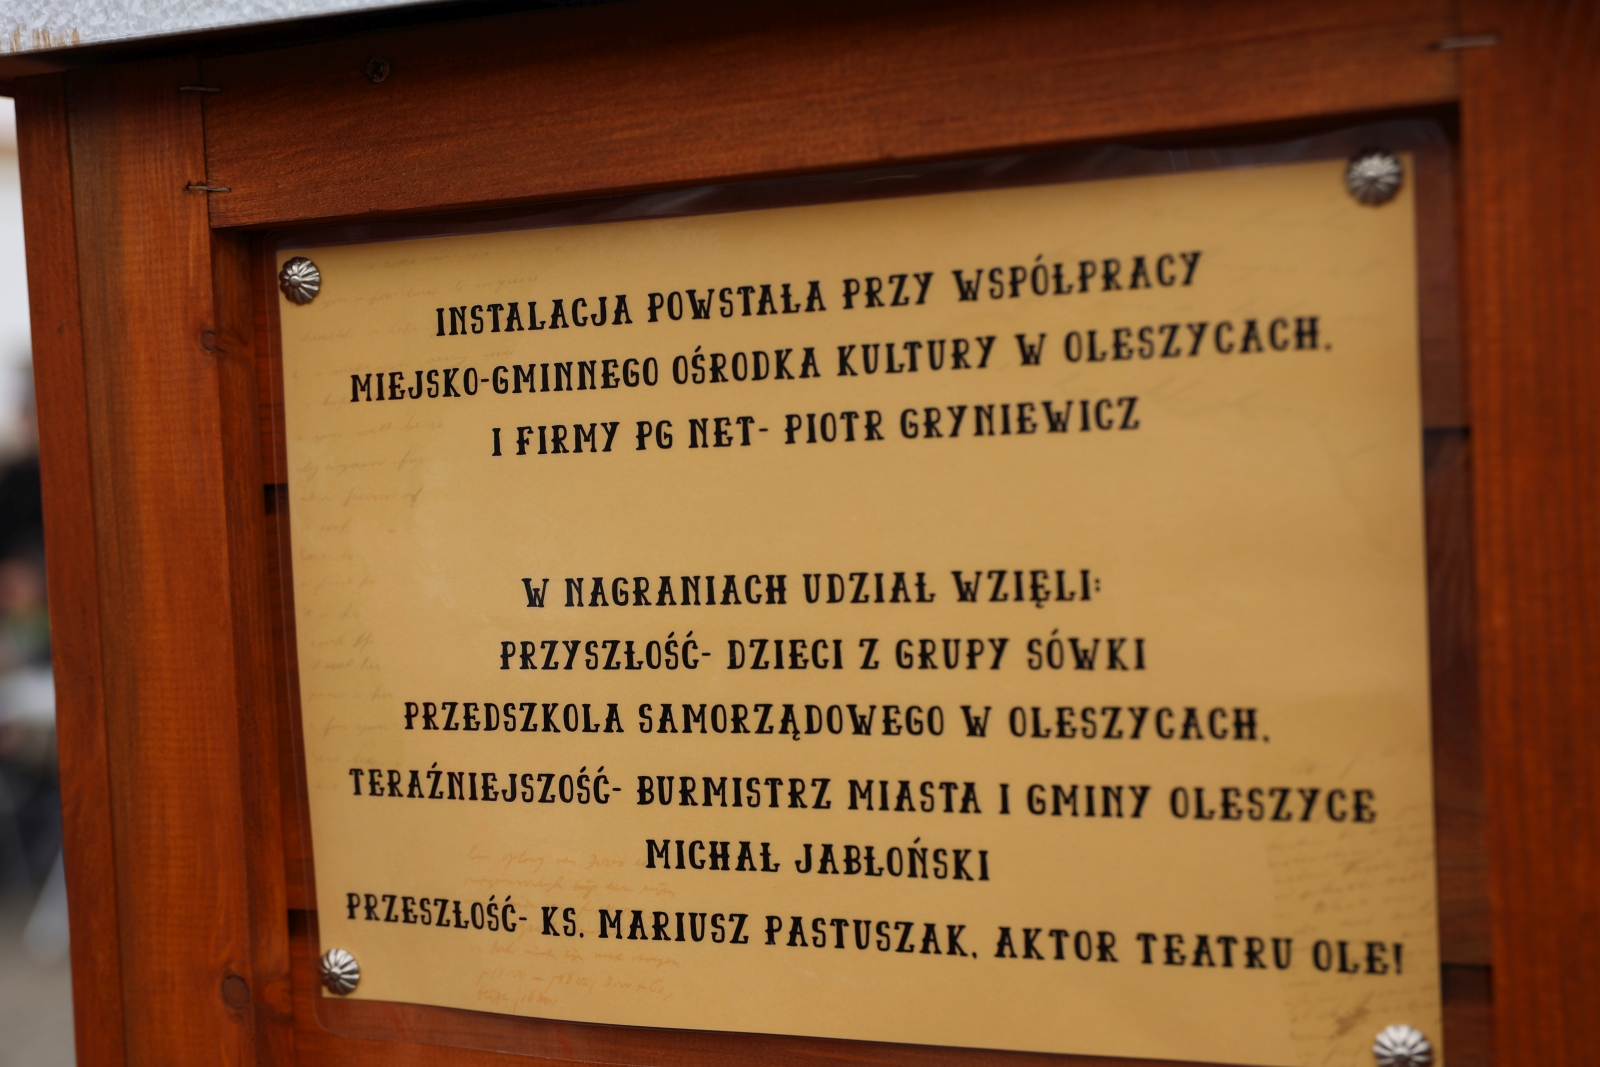 INSTALACJA POWSTAŁA PRZY WSPÓŁPRACY
MIEJSKO-GMINNEGO OŚRODKA KULTURY W OLESZYCACH.
I FIRMY PG NET- PIOTR GRYNIEWICZ
W NAGRANIACH UDZIAŁ WZIĘLI:
PRZYSZŁOŚĆ- DZIECI Z GRUPY SÓWKI
PRZEDSZKOLA SAMORZĄDOWEGO W OLESZYCACH.
TERAŹNIEJSZOŚĆ- BURMISTRZ MIASTA I GMINY OLESZYCE
MICHAŁ JABŁOŃSKI
PRZESZŁOŚĆ- KS. MARIUSZ PASTUSZAK. AKTOR TEATRU OLE!